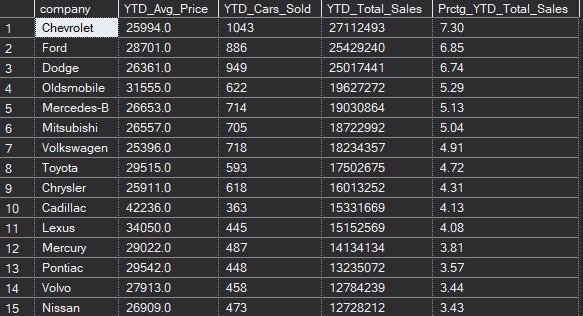 company YTD_Avg_Price YTD_Cars_Sold YTD_Total_Sales Prctg_YTD_Total_Sales
1 Chevrolet 25994.0 1043 27112493 7.30
2 Ford 28701.0 886 25429240 6.85
3 Dodge 26361.0 949 25017441 6.74
4 Oldsmobile 31555.0 622 19627272 5.29
5 Mercedes-B 26653.0 714 19030864 5.13
6 Mitsubishi 26557.0 705 18722992 5.04
7 Volkswagen 25396.0 718 18234357 4.91
8 Toyota 29515.0 593 17502675 4.72
9 Chrysler 25911.0 618 16013252 4.31
10 Cadillac 42236.0 363 15331669 4.13
11 Lexus 34050.0 445 15152569 4.08
12 Mercury 29022.0 487 14134134 3.81
13 Pontiac 29542.0 448 13235072 3.57
14 Volvo 27913.0 458 12784239 3.44
15 Nissan 26909.0 473 12728212 3.43